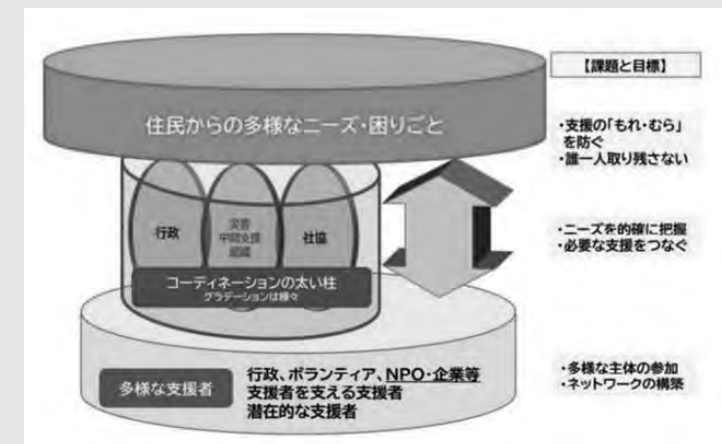 住民からの多様なニーズ・困りごと
行政
災害
中間支援
組織
社協
コーディネーションの太い柱
グラデーションは様々
多様な支援者
行政、ボランティア、NPO・企業等
支援者を支える支援者
潜在的な支援者
【課題と目標】
・支援の「もれ・むら」
を防ぐ
・誰一人取り残さない
・ニーズを的確に把握
・必要な支援をつなぐ
・多様な主体の参加
・ネットワークの構築